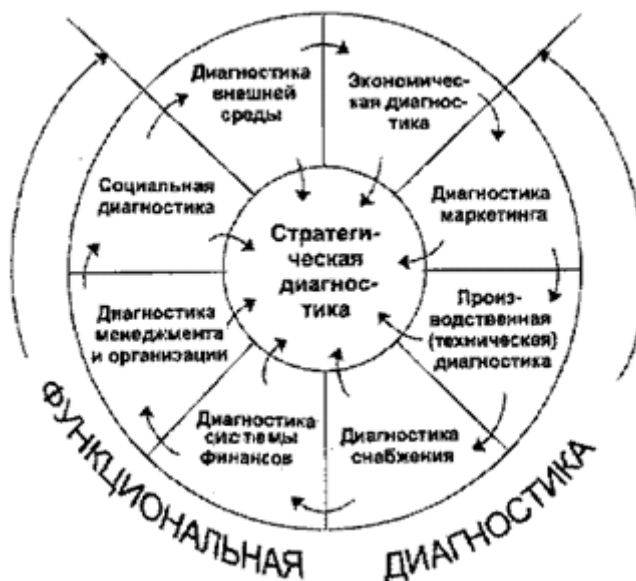 Диагностика
внешней
среды
Экономичес-
кая диагнос-
тика
Социальная
диагностика
Диагностика
маркетинга
Стратеги-
ческая
диагнос-
тика
Диагностика
менеджмента
и организации
Произ-
водственная
(техническая)
диагностика
Диагностика
системы
финансов
Диагностика
снабжения
ФУНКЦИОНАЛЬНАЯ ДИАГНОСТИКА